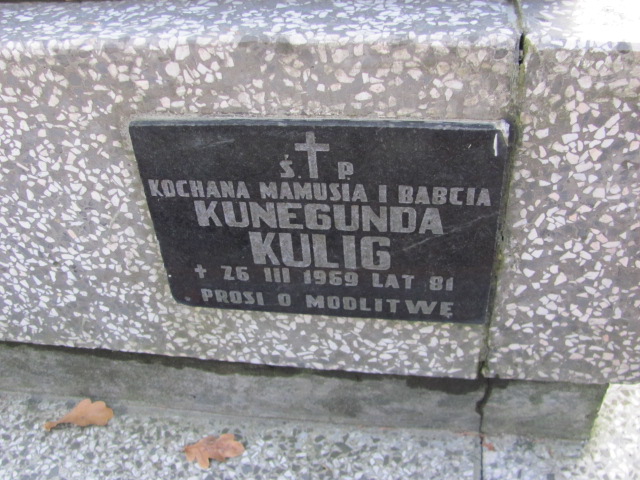 Ś. P
KOCHANA MAMUSIA I BABCIA
KUNEGUNDA
KULIG
+ 26 III 1969 LAT 81
PROSI O MODLITWĘ